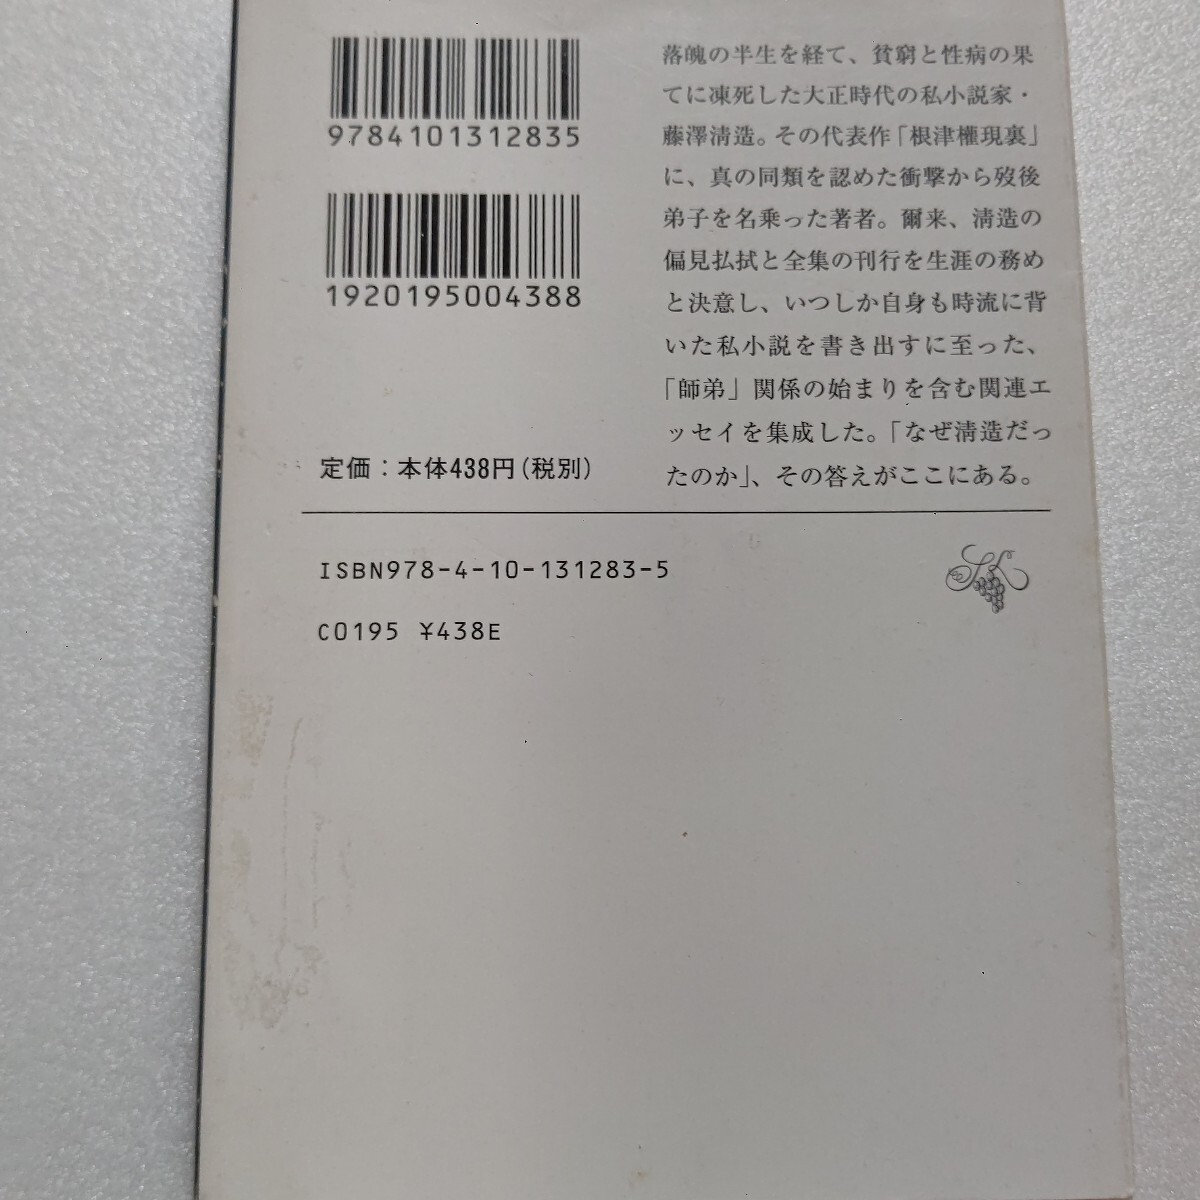 9784101312835
1920195004388
定価：本体438円（税別）
落魄の半生を経て、貧窮と性病の果
てに凍死した大正時代の私小説家・
藤澤淸造。その代表作「根津權現裏」
に、真の同類を認めた衝撃から歿後
弟子を名乗った著者。爾来、淸造の
偏見払拭と全集の刊行を生涯の務め
と決意し、いつしか自身も時流に背
いた私小説を書き出すに至った、
「師弟」関係の始まりを含む関連エ
ッセイを集成した。「なぜ淸造だっ
たのか」、その答えがここにある。
ISBN978-4-10-131283-5
C0195 ¥438E